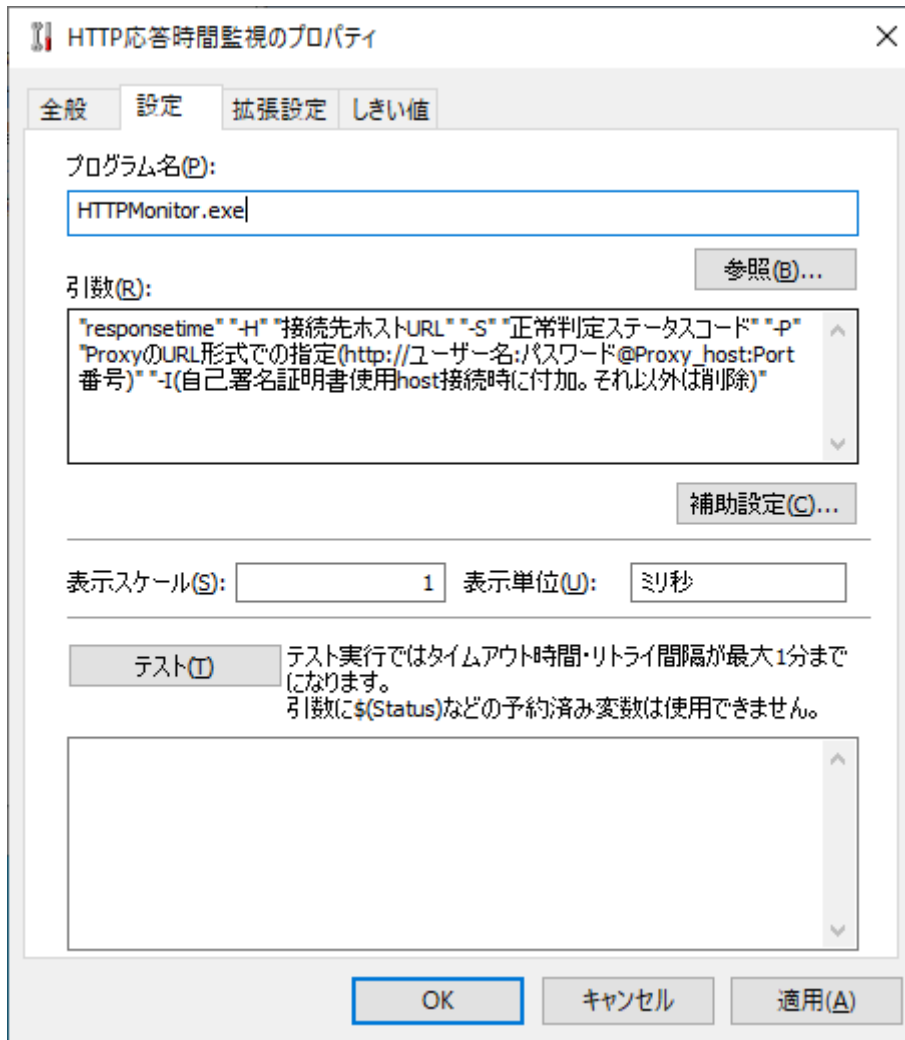 HTTP応答時間監視のプロパティ
全般 設定 拡張設定 しきい値
プログラム名(P):
HTTPMonitor.exe
参照(B)...
引数(R):
"responsetime" "-H" "接続先ホストURL" "-S" "正常判定ステータスコード" "-P"
"ProxyのURL形式での指定(http://ユーザー名:パスワード@Proxy_host:Port
番号)" "-I(自己署名証明書使用host接続時に付加。それ以外は削除)"
補助設定(C)...
表示スケール(S): 1 表示単位(U): ミリ秒
テスト(T)
テスト実行ではタイムアウト時間・リトライ間隔が最大1分まで
になります。
引数に$(Status)などの予約済み変数は使用できません。
OK キャンセル 適用(A)